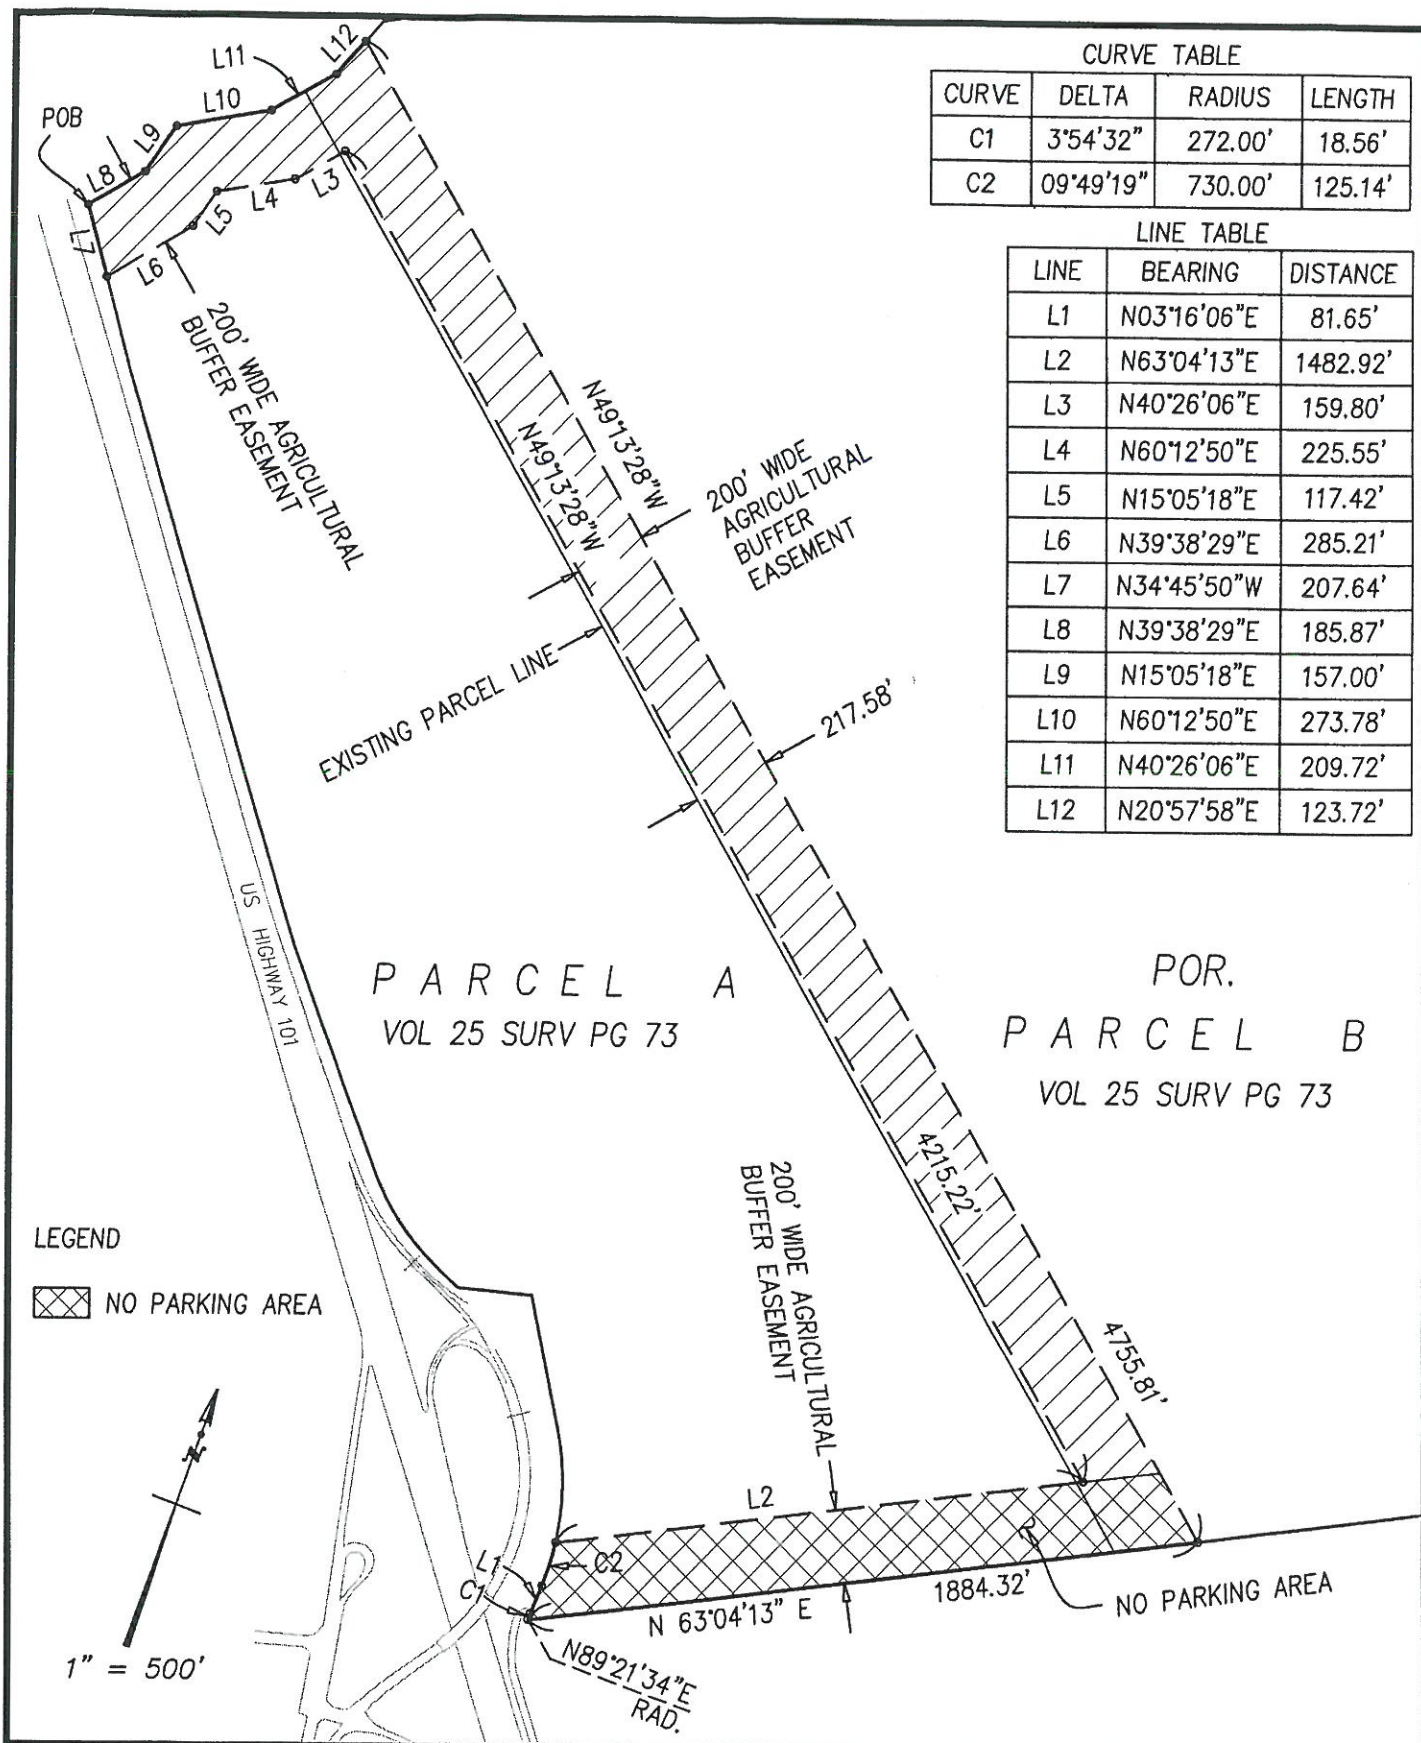 CURVE TABLE
CURVE DELTA RADIUS LENGTH
C1 3°54'32" 272.00' 18.56'
C2 09°49'19" 730.00' 125.14'
LINE TABLE
LINE BEARING DISTANCE
L1 N03°16'06"E 81.65'
L2 N63°04'13"E 1482.92'
L3 N40°26'06"E 159.80'
L4 N60°12'50"E 225.55'
L5 N15°05'18"E 117.42'
L6 N39°38'29"E 285.21'
L7 N34°45'50"W 207.64'
L8 N39°38'29"E 185.87'
L9 N15°05'18"E 157.00'
L10 N60°12'50"E 273.78'
L11 N40°26'06"E 209.72'
L12 N20°57'58"E 123.72'
L12
L11
L10
POB
L9
L8
L3
L4
L5
L7
L6
200' WIDE AGRICULTURAL
BUFFER EASEMENT
N49°13'28"W
N49°13'28"W
200' WIDE
AGRICULTURAL
BUFFER
EASEMENT
EXISTING PARCEL LINE
217.58'
US HIGHWAY 101
PARCEL A
VOL 25 SURV PG 73
POR.
PARCEL B
VOL 25 SURV PG 73
4215.22'
200' WIDE AGRICULTURAL
BUFFER EASEMENT
LEGEND
NO PARKING AREA
4755.81'
N
L2
L1
C2
C1
1884.32'
N 63°04'13" E
NO PARKING AREA
N89°21'34"E
RAD.
1" = 500'